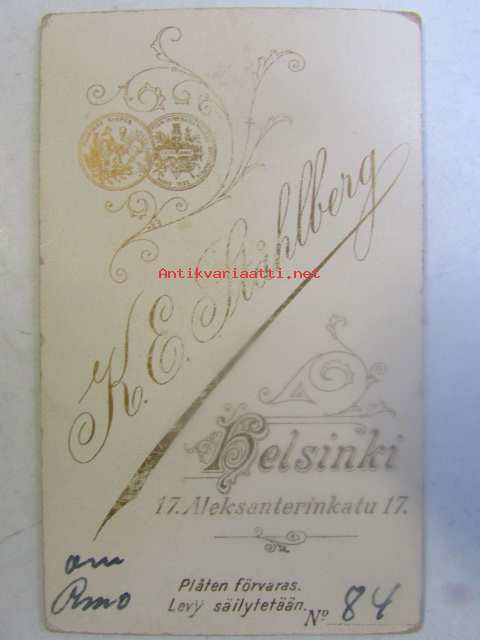 K. E. Ståhlberg
Antikvariaatti.net
Helsinki
17. Aleksanterinkatu 17.
Plåten förvaras.
Levy säilytetään.
No 84